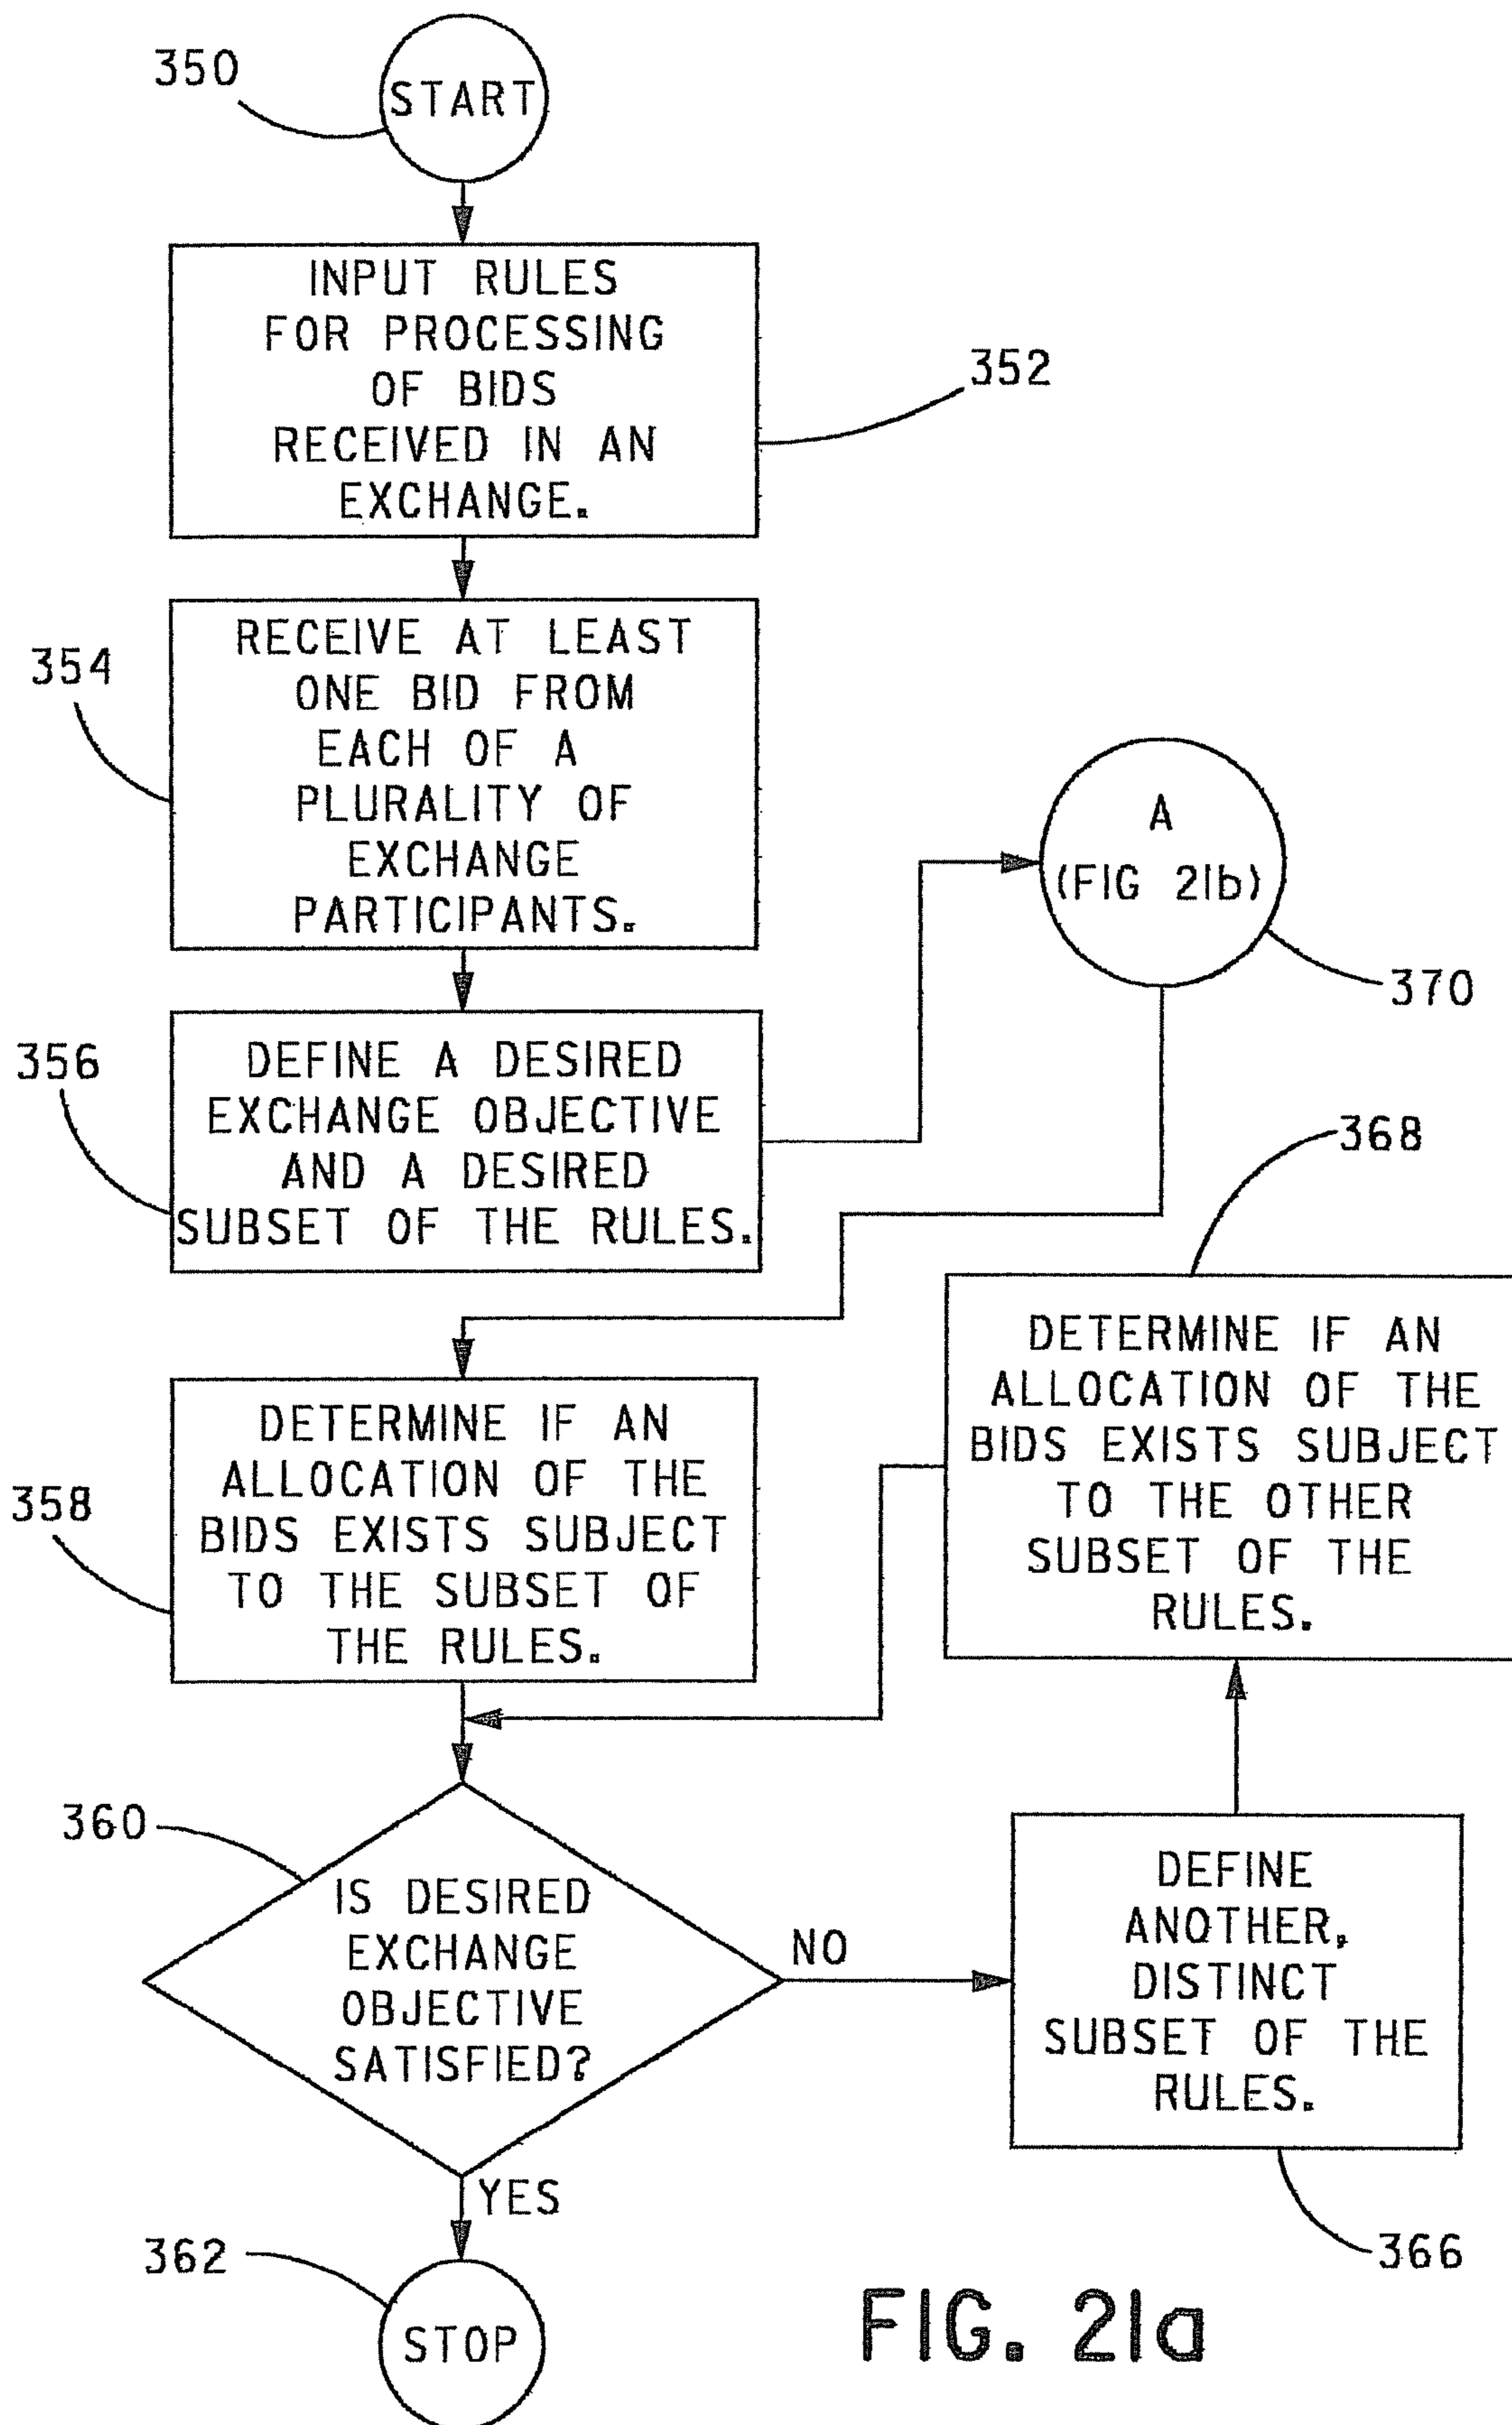 350
START
INPUT RULES
FOR PROCESSING
OF BIDS
RECEIVED IN AN
EXCHANGE.
352
354
RECEIVE AT LEAST
ONE BID FROM
EACH OF A
PLURALITY OF
EXCHANGE
PARTICIPANTS.
A
(FIG 21b)
370
356
DEFINE A DESIRED
EXCHANGE OBJECTIVE
AND A DESIRED
SUBSET OF THE RULES.
368
358
DETERMINE IF AN
ALLOCATION OF THE
BIDS EXISTS SUBJECT
TO THE SUBSET OF
THE RULES.
DETERMINE IF AN
ALLOCATION OF THE
BIDS EXISTS SUBJECT
TO THE OTHER
SUBSET OF THE
RULES.
360
IS DESIRED
EXCHANGE
OBJECTIVE
SATISFIED?
NO
DEFINE
ANOTHER,
DISTINCT
SUBSET OF THE
RULES.
366
YES
362
STOP
FIG. 21a